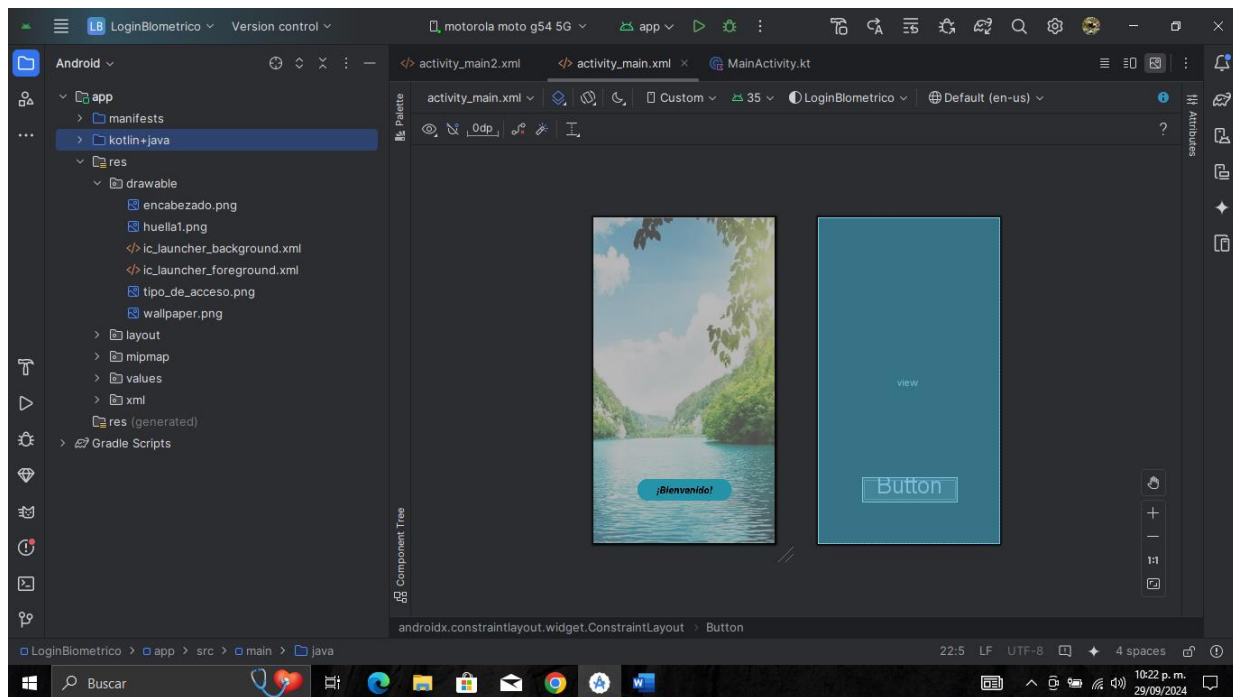 LB LoginBIometrico Version control motorola moto g54 5G app
Android
activity_main2.xml activity_main.xml MainActivity.kt
app
manifests
kotlin+java
res
drawable
encabezado.png
huella1.png
ic_launcher_background.xml
ic_launcher_foreground.xml
tipo_de_acceso.png
wallpaper.png
layout
mipmap
values
xml
res (generated)
Gradle Scripts
Palette
activity_main.xml Custom 35 LoginBIometrico Default (en-us)
0dp
?
Attributes
¡Bienvenido!
view
Button
1:1
Component Tree
androidx.constraintlayout.widget.ConstraintLayout > Button
LoginBIometrico > app > src > main > java 22:5 LF UTF-8 4 spaces
Buscar
W
10:22 p. m.
29/09/2024